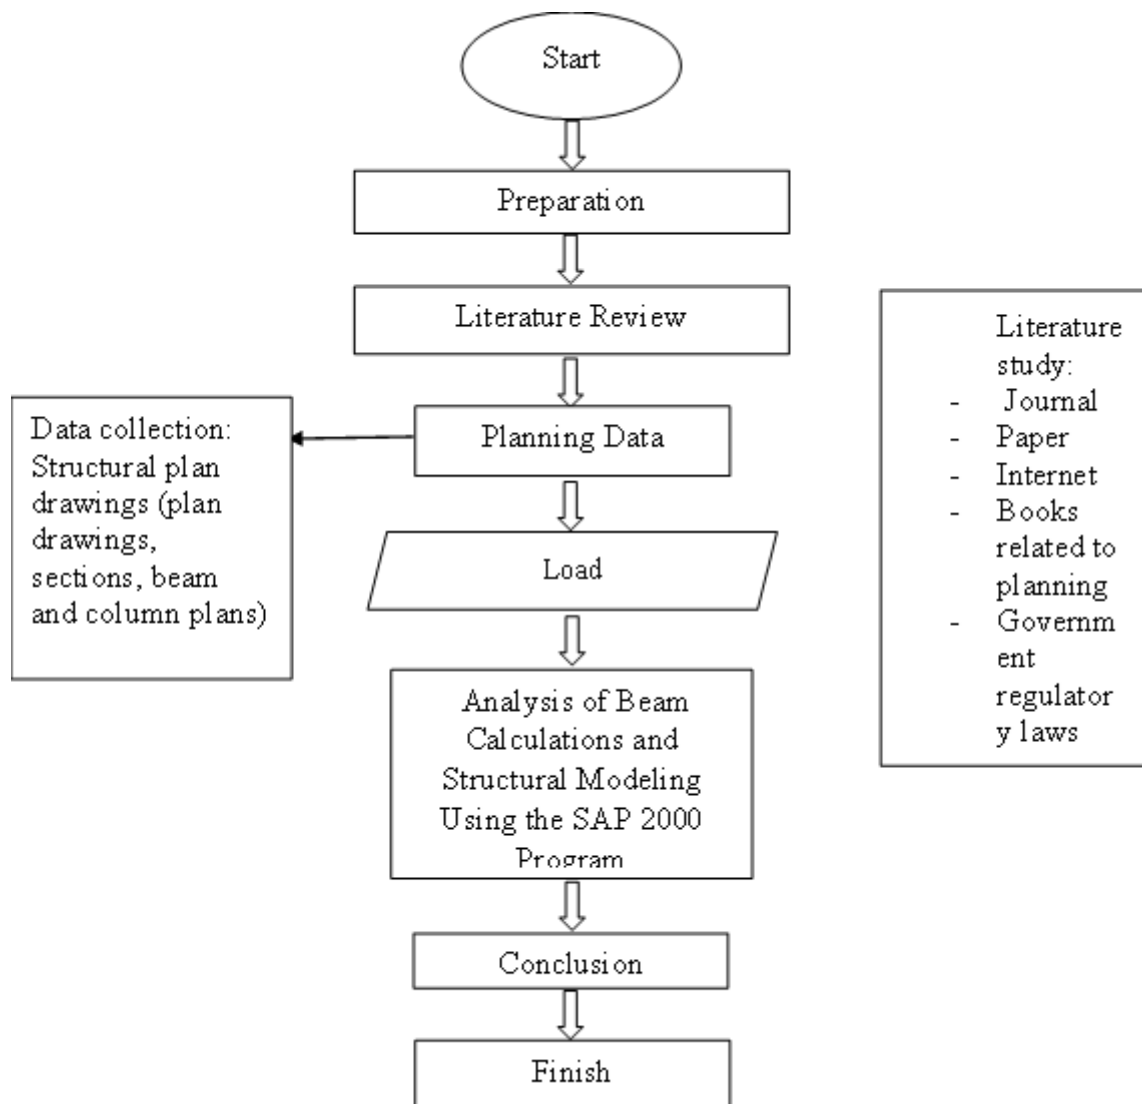 Start
Preparation
Literature Review
Planning Data
Data collection:
Structural plan
drawings (plan
drawings,
sections, beam
and column plans)
Load
Analysis of Beam
Calculations and
Structural Modeling
Using the SAP 2000
Program
Conclusion
Finish
Literature
study:
- Journal
- Paper
- Internet
- Books
related to
planning
- Governm
ent
regulator
y laws